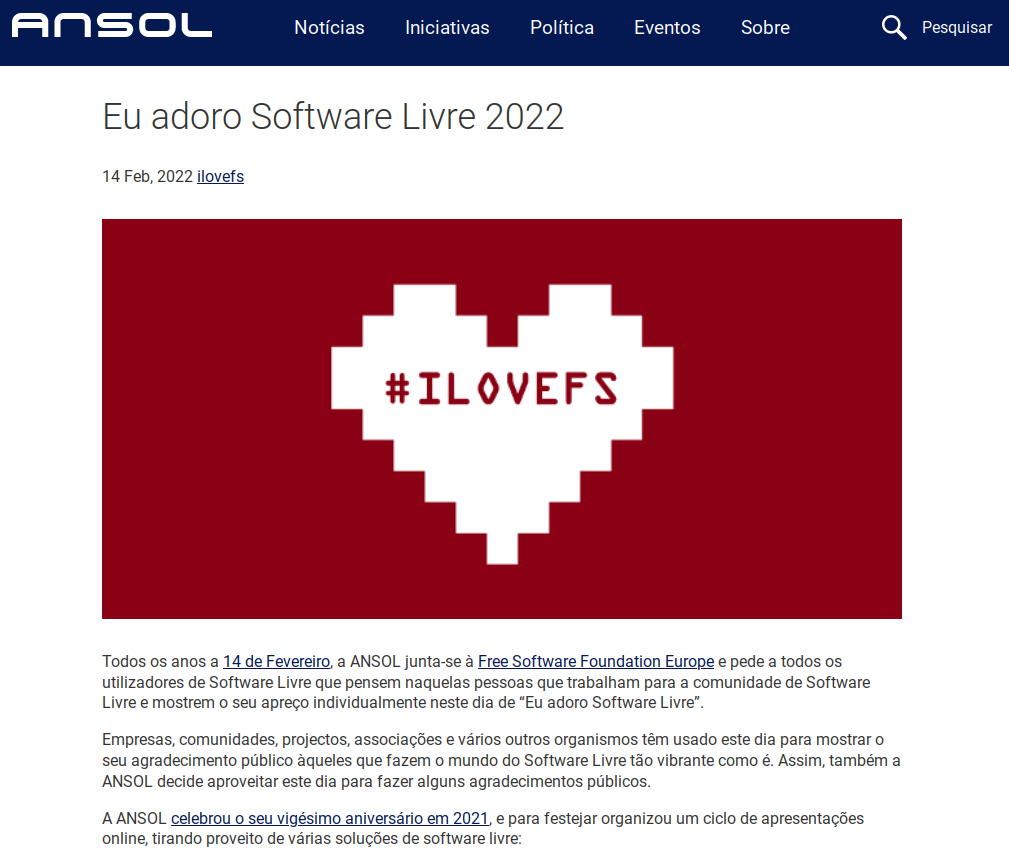 ANSOL
Notícias Iniciativas Política Eventos Sobre Pesquisar
Eu adoro Software Livre 2022
14 Feb, 2022 ilovefs
#ILOVEFS
Todos os anos a 14 de Fevereiro, a ANSOL junta-se à Free Software Foundation Europe e pede a todos os
utilizadores de Software Livre que pensem naquelas pessoas que trabalham para a comunidade de Software
Livre e mostrem o seu apreço individualmente neste dia de “Eu adoro Software Livre”.
Empresas, comunidades, projectos, associações e vários outros organismos têm usado este dia para mostrar o
seu agradecimento público àqueles que fazem o mundo do Software Livre tão vibrante como é. Assim, também a
ANSOL decide aproveitar este dia para fazer alguns agradecimentos públicos.
A ANSOL celebrou o seu vigésimo aniversário em 2021, e para festejar organizou um ciclo de apresentações
online, tirando proveito de várias soluções de software livre: